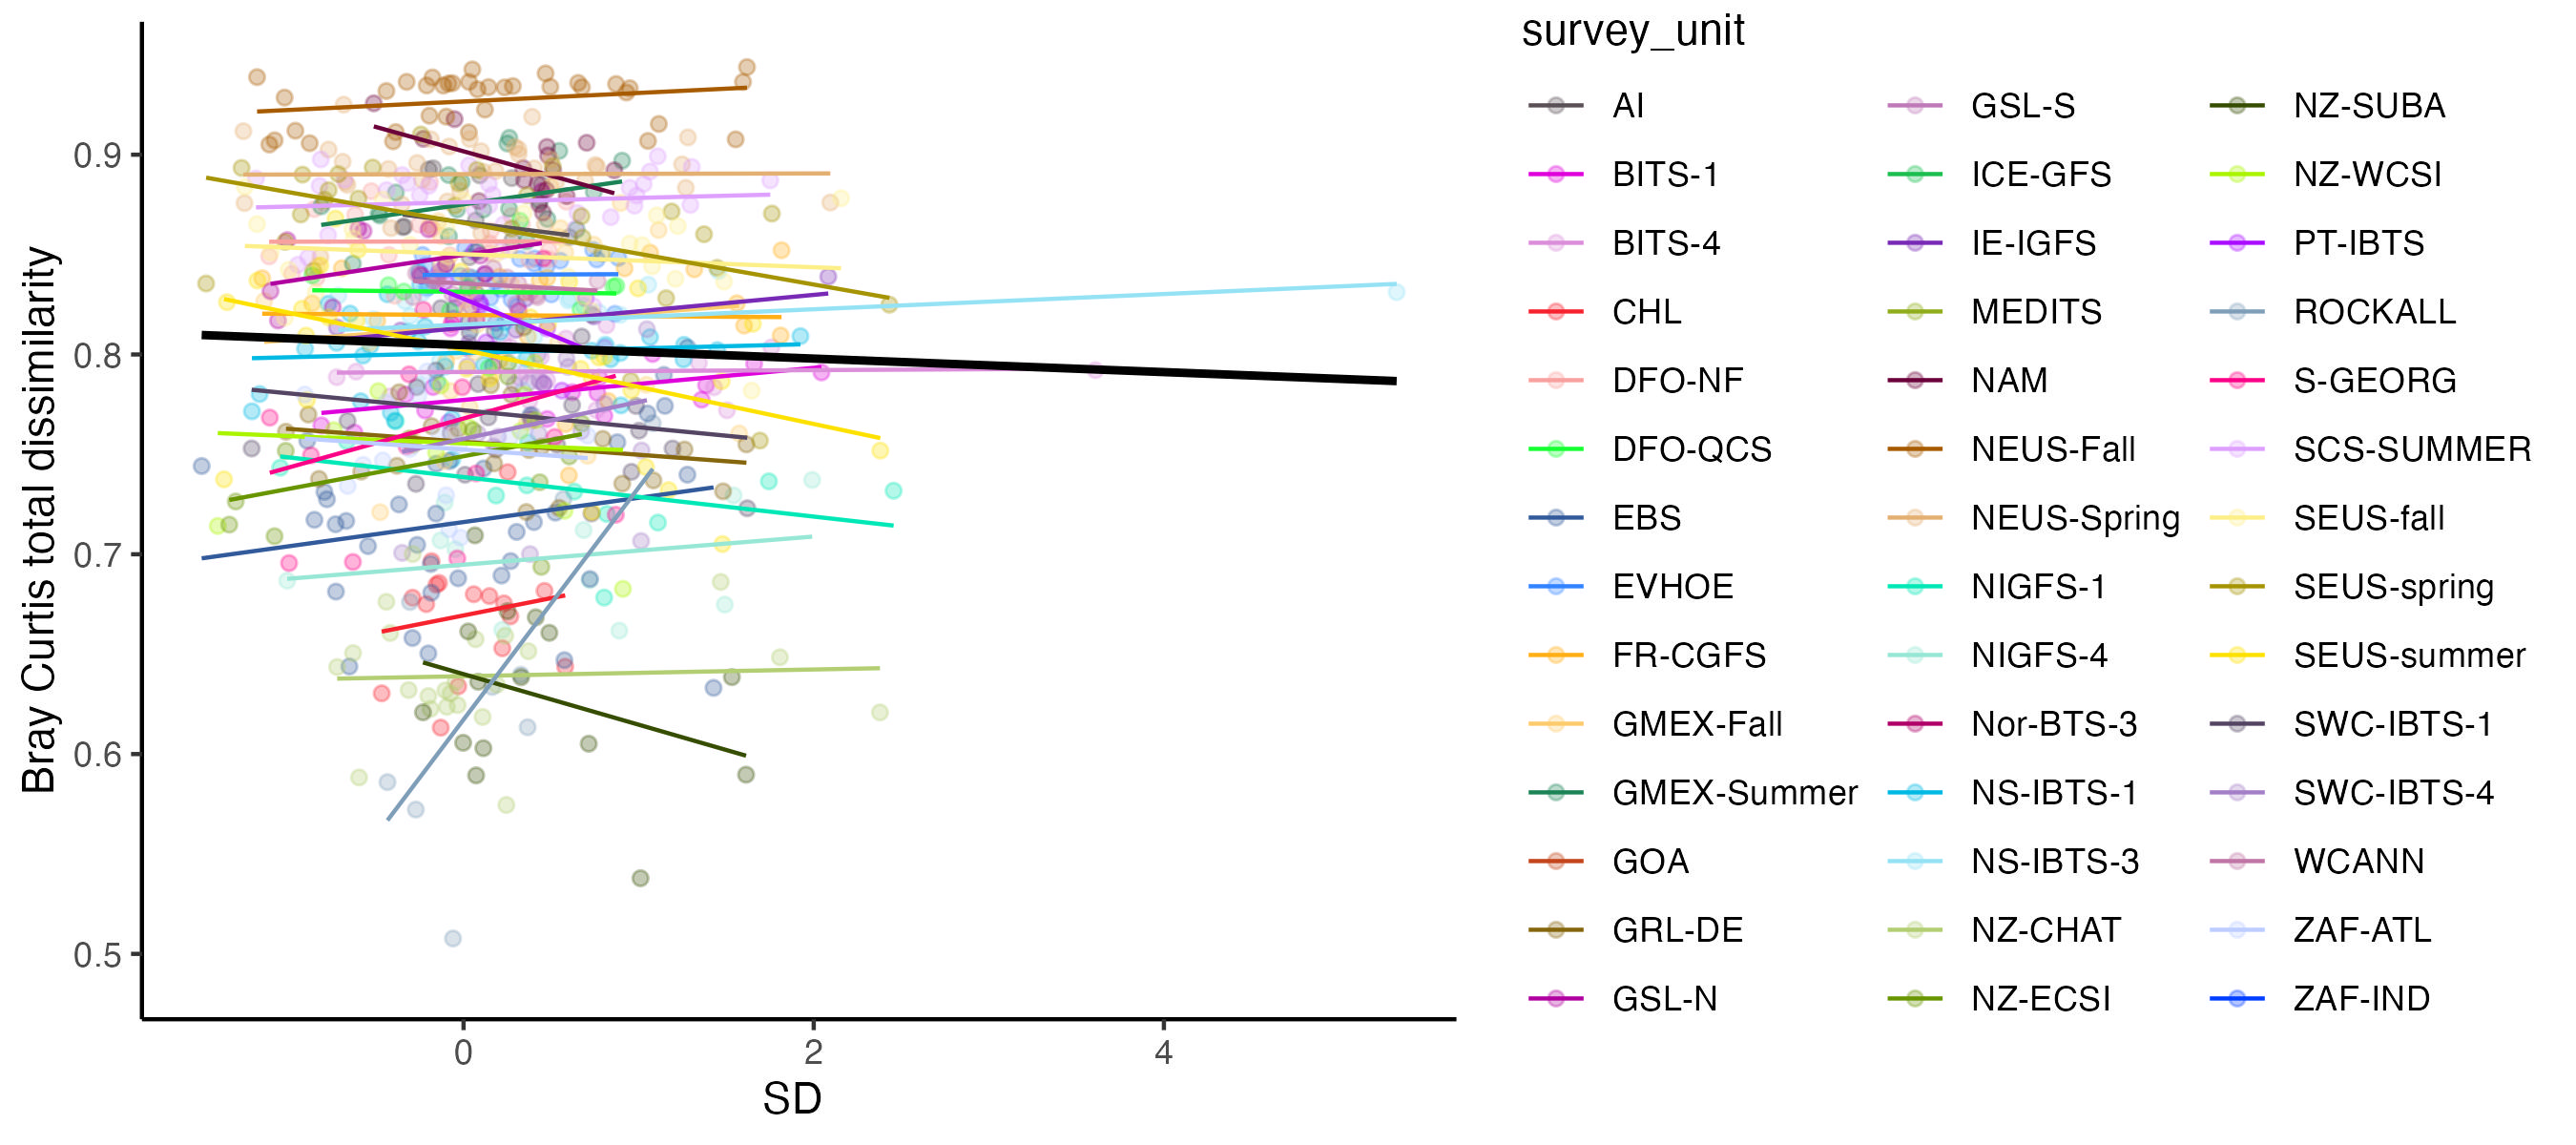 survey_unit
AI
BITS-1
BITS-4
CHL
DFO-NF
DFO-QCS
EBS
EVHOE
FR-CGFS
GMEX-Fall
GMEX-Summer
GOA
GRL-DE
GSL-N
GSL-S
ICE-GFS
IE-IGFS
MEDITS
NAM
NEUS-Fall
NEUS-Spring
NIGFS-1
NIGFS-4
Nor-BTS-3
NS-IBTS-1
NS-IBTS-3
NZ-CHAT
NZ-ECSI
NZ-SUBA
NZ-WCSI
PT-IBTS
ROCKALL
S-GEORG
SCS-SUMMER
SEUS-fall
SEUS-spring
SEUS-summer
SWC-IBTS-1
SWC-IBTS-4
WCANN
ZAF-ATL
ZAF-IND
Bray Curtis total dissimilarity
0.9
0.8
0.7
0.6
0.5
0
2
4
SD